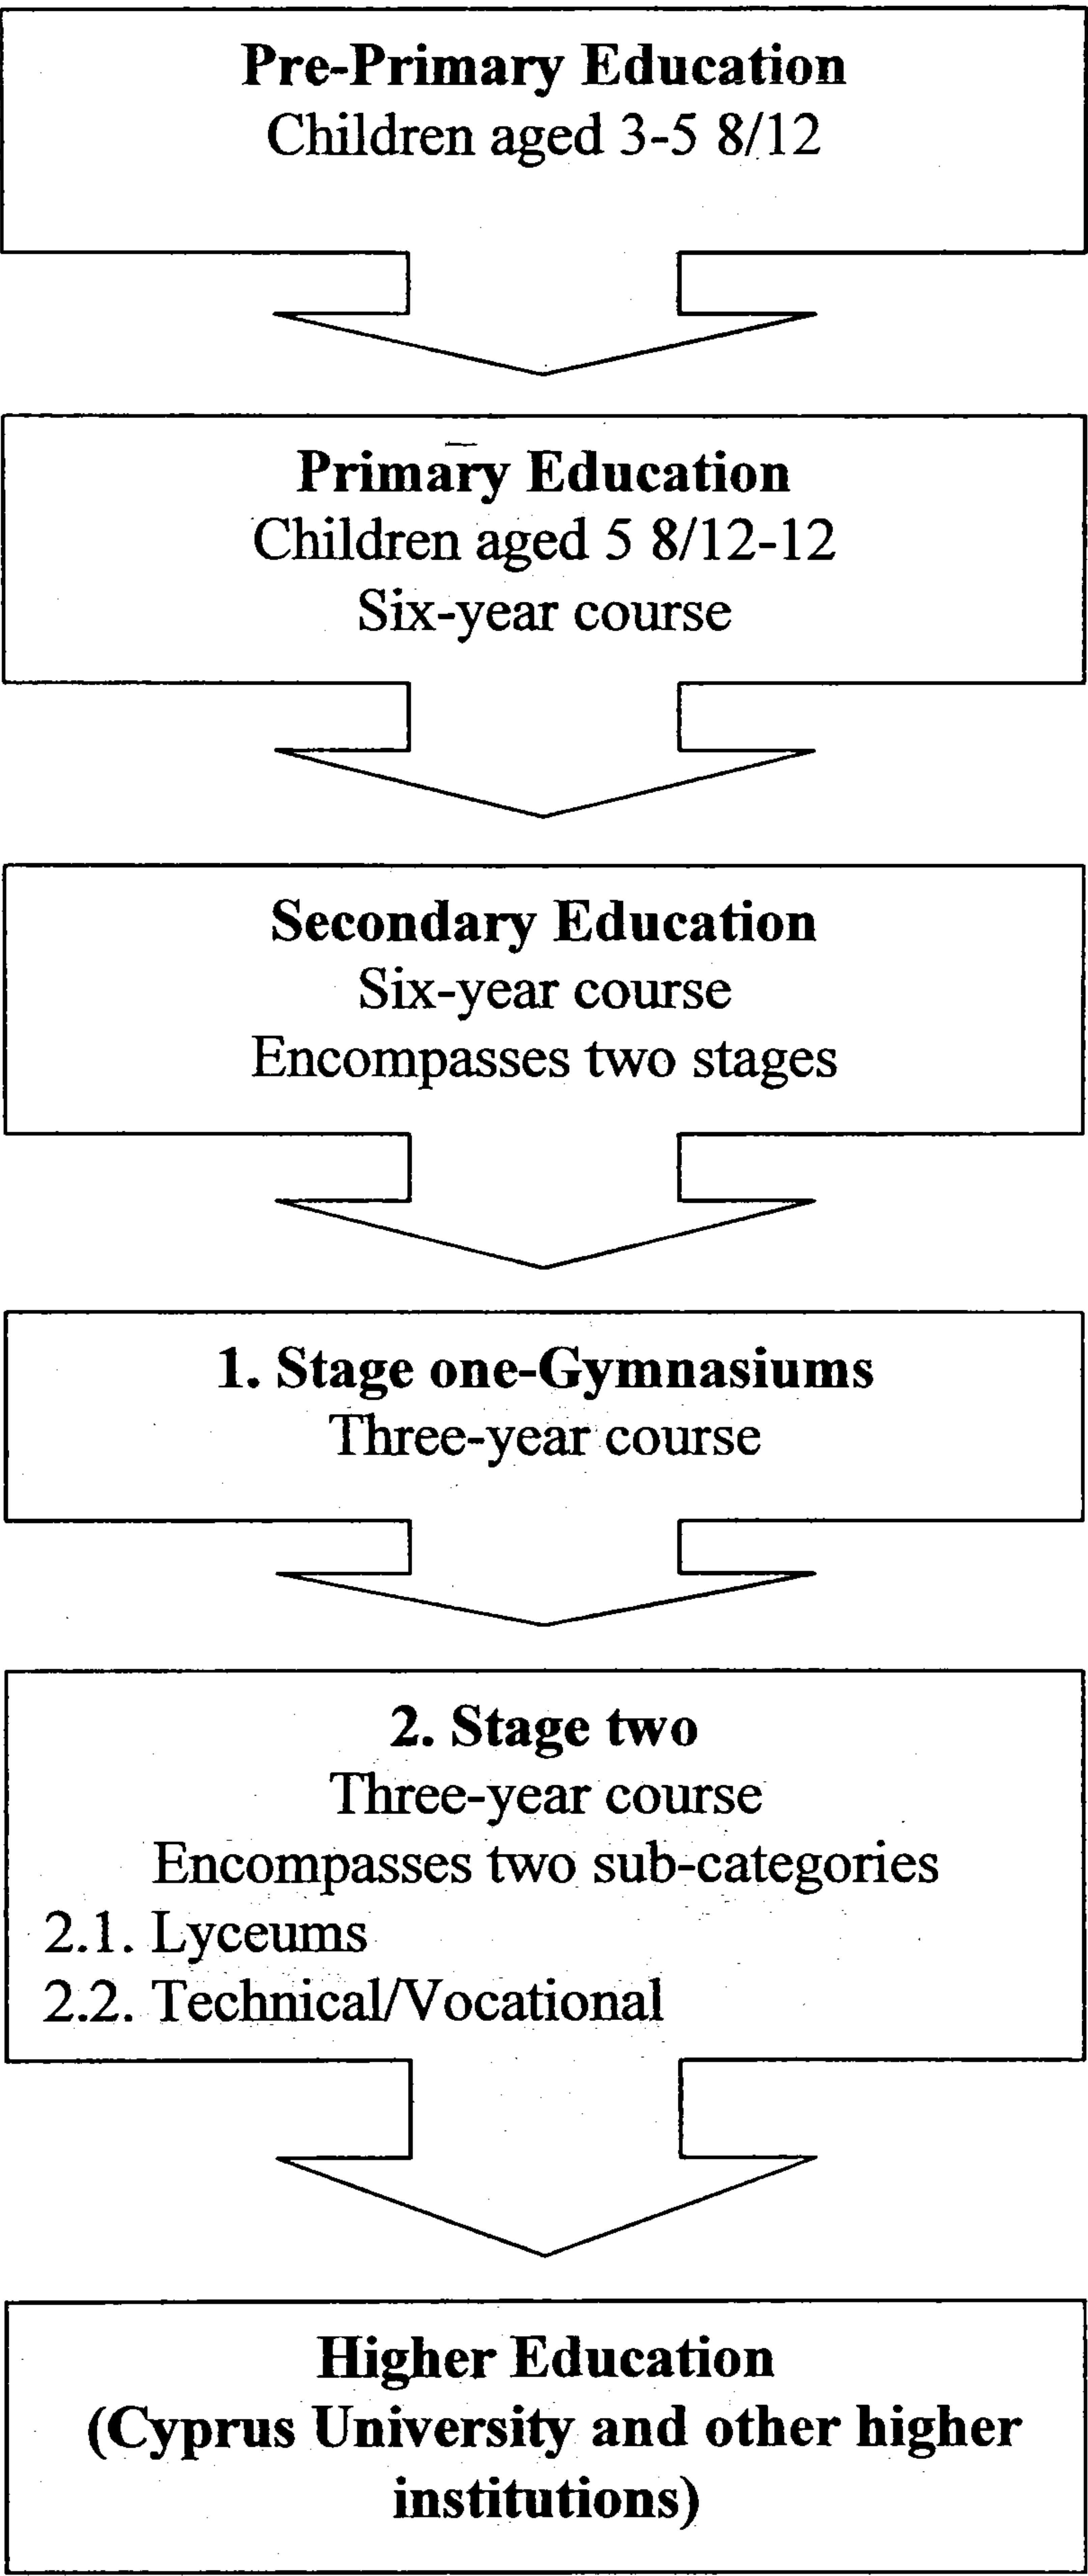 Pre-Primary Education
Children aged 3-5 8/12
Primary Education
Children aged 5 8/12-12
Six-year course
Secondary Education
Six-year course
Encompasses two stages
1. Stage one-Gymnasiums
Three-year course
2. Stage two
Three-year course
Encompasses two sub-categories
2.1. Lyceums
2.2. Technical/Vocational
Higher Education
(Cyprus University and other higher
institutions)